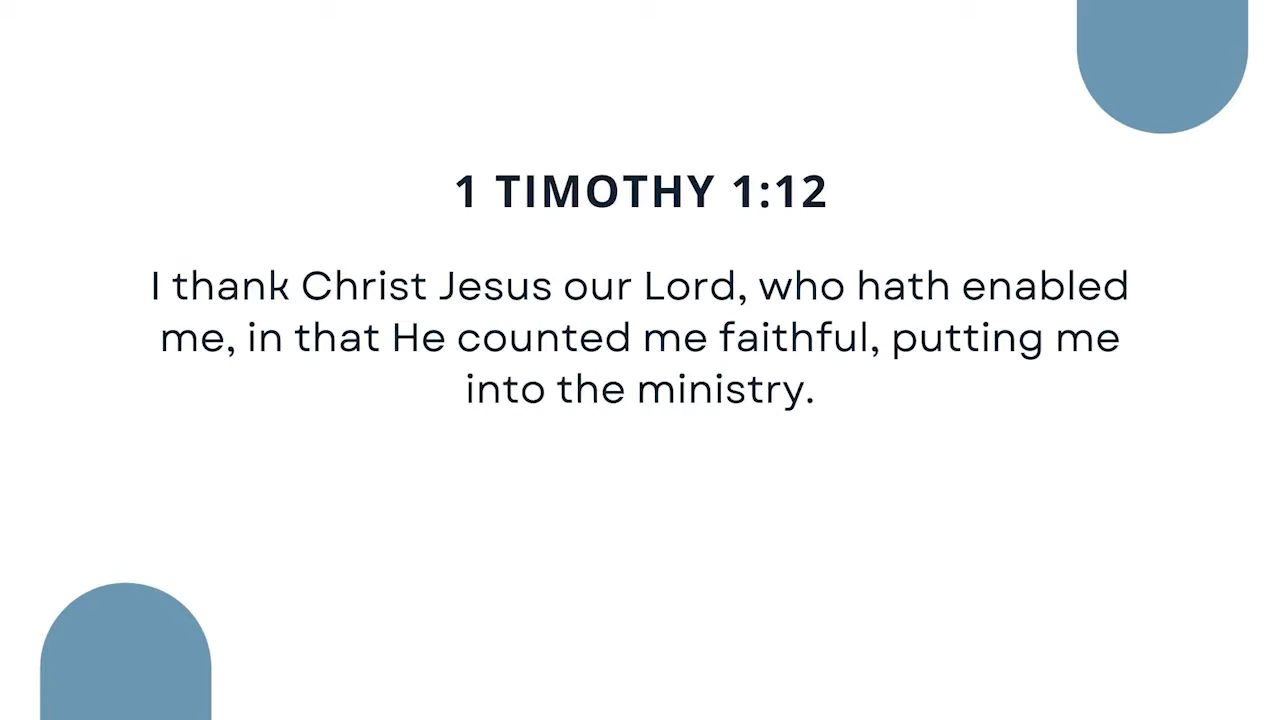 1 TIMOTHY 1:12
I thank Christ Jesus our Lord, who hath enabled
me, in that He counted me faithful, putting me
into the ministry.